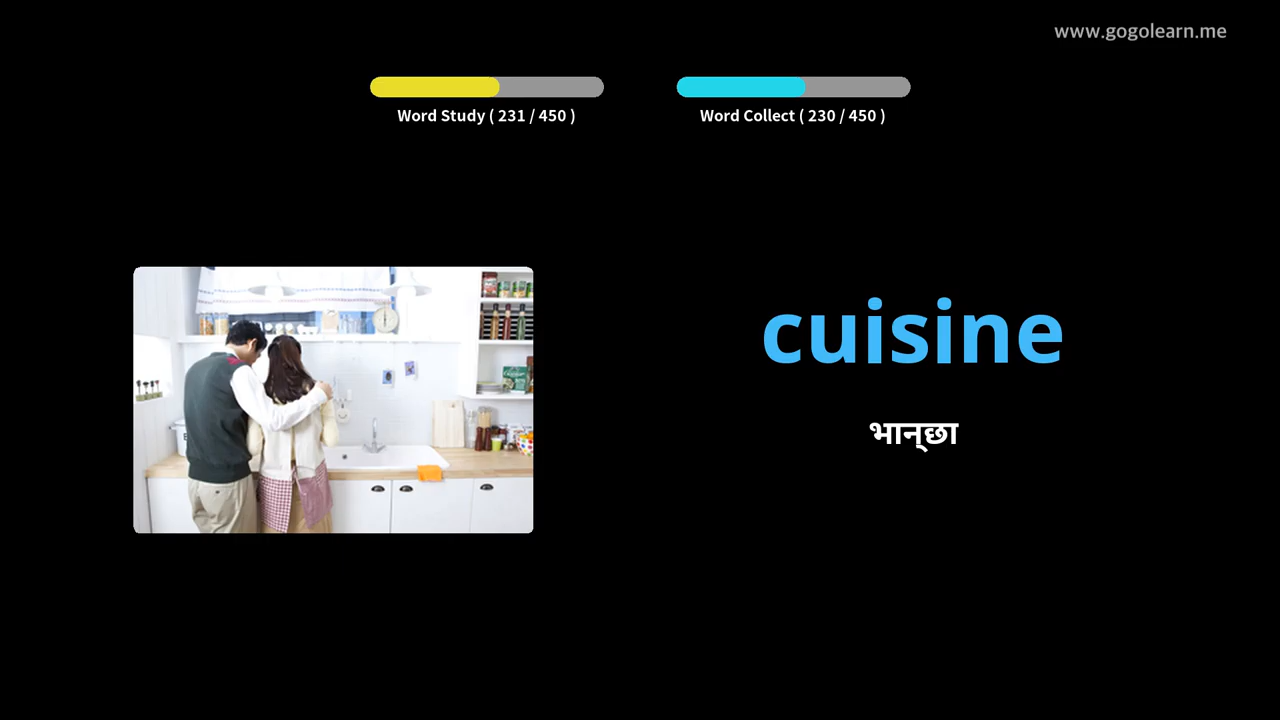 www.gogolearn.me
Word Study ( 231 / 450 )
Word Collect ( 230 / 450 )
cuisine
भान्‌छा